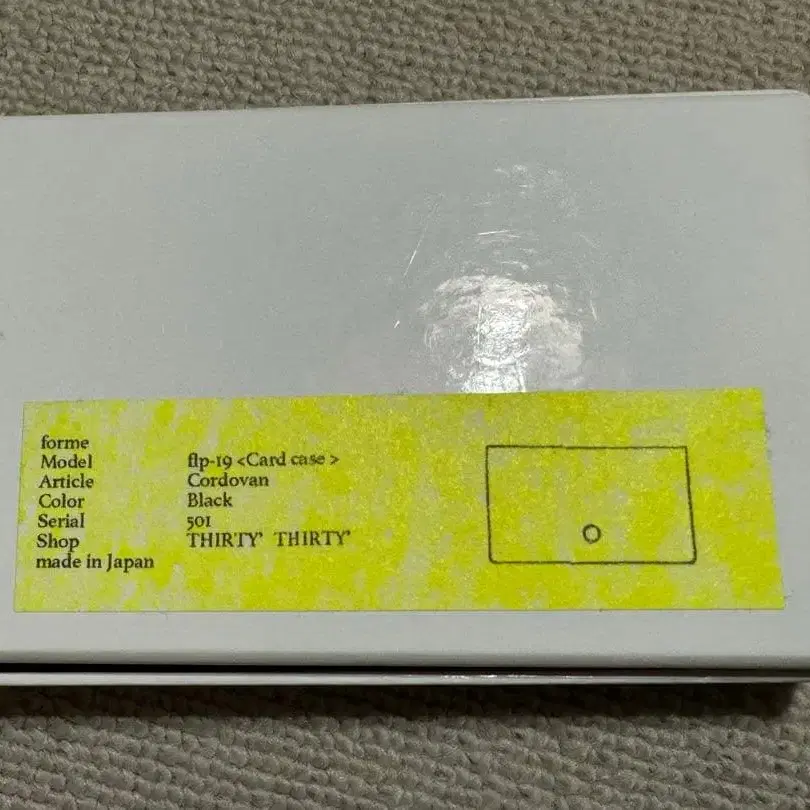 forme
Model flp-19 <Card case >
Article Cordovan
Color Black
Serial 501
Shop THIRTY' THIRTY'
made in Japan